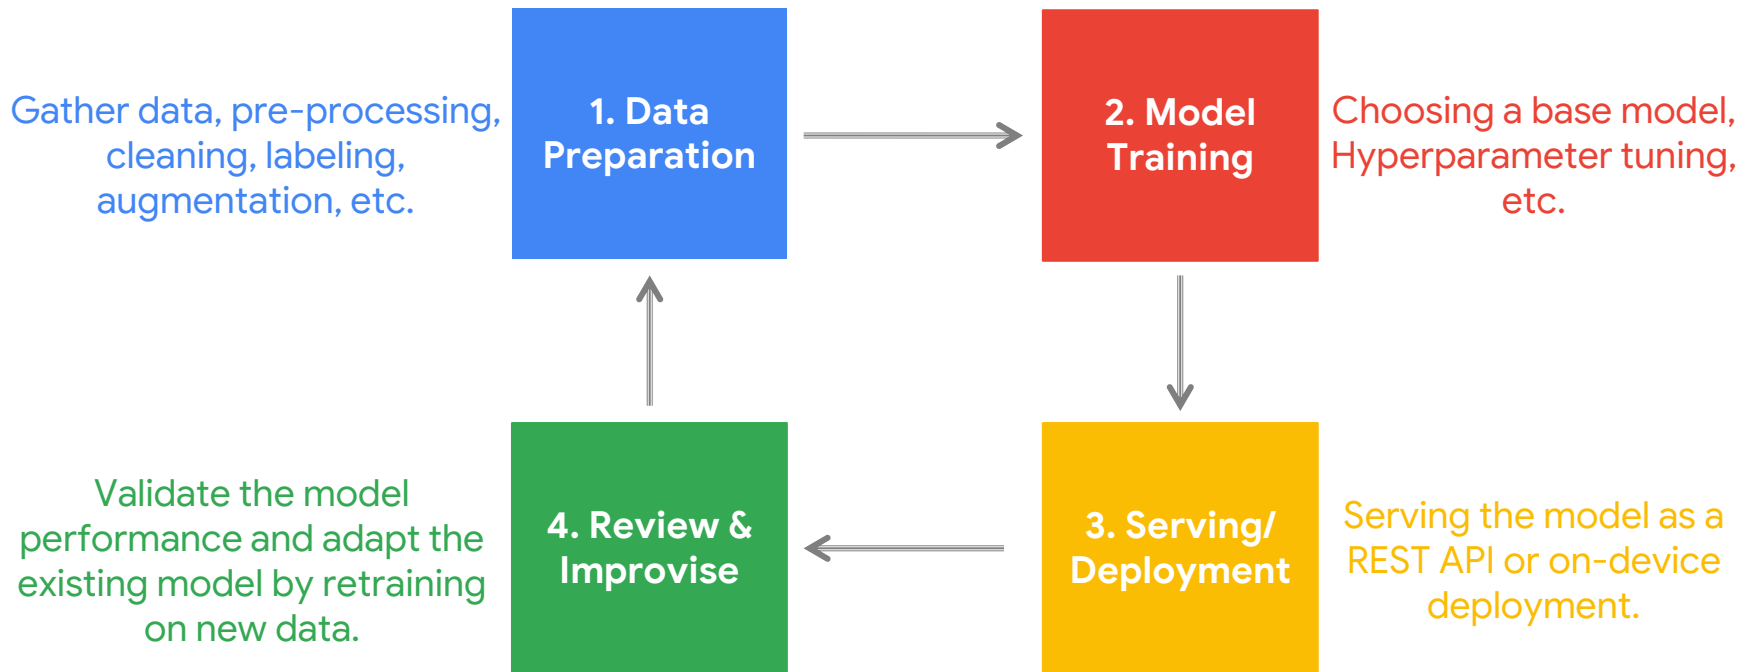 Gather data, pre-processing,
cleaning, labeling,
augmentation, etc.
1. Data
Preparation
2. Model
Training
Choosing a base model,
Hyperparameter tuning,
etc.
Validate the model
performance and adapt the
existing model by retraining
on new data.
4. Review &
Improvise
3. Serving/
Deployment
Serving the model as a
REST API or on-device
deployment.